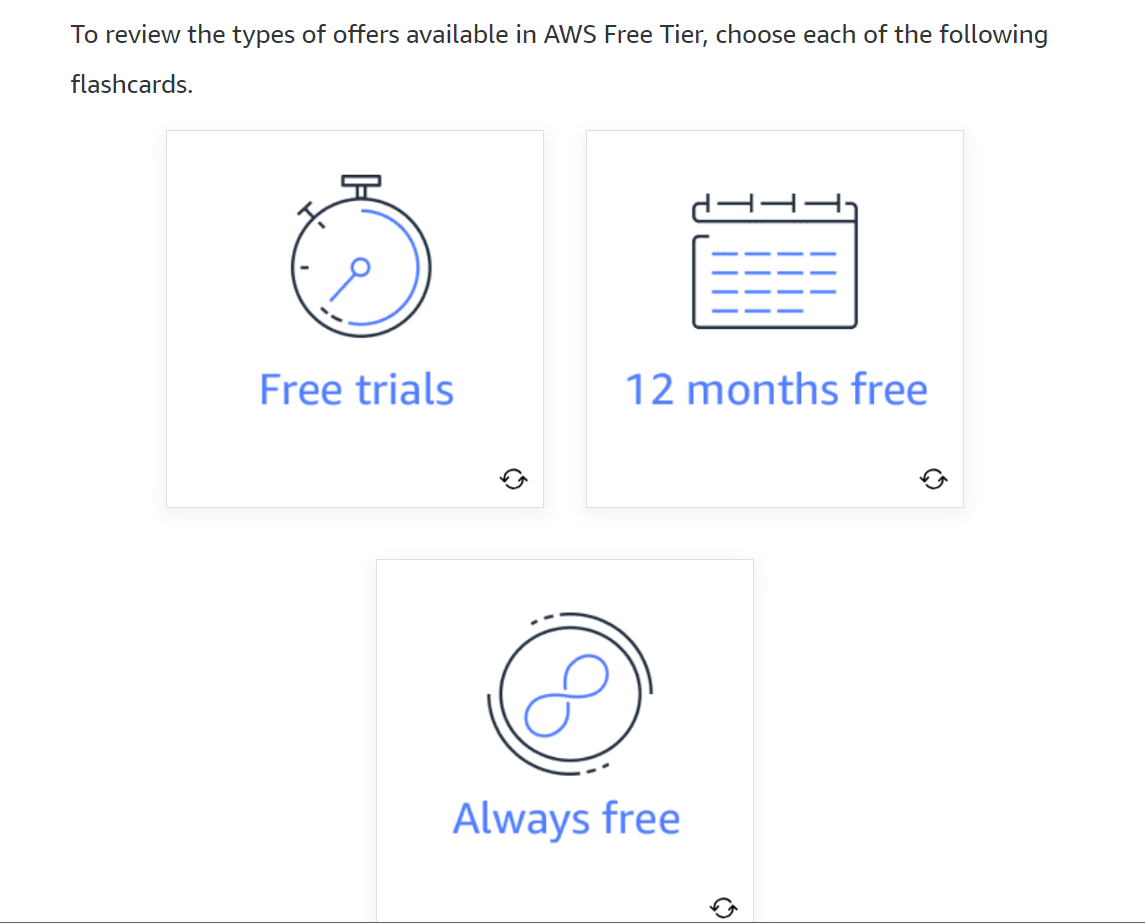 To review the types of offers available in AWS Free Tier, choose each of the following
flashcards.
Free trials
12 months free
Always free